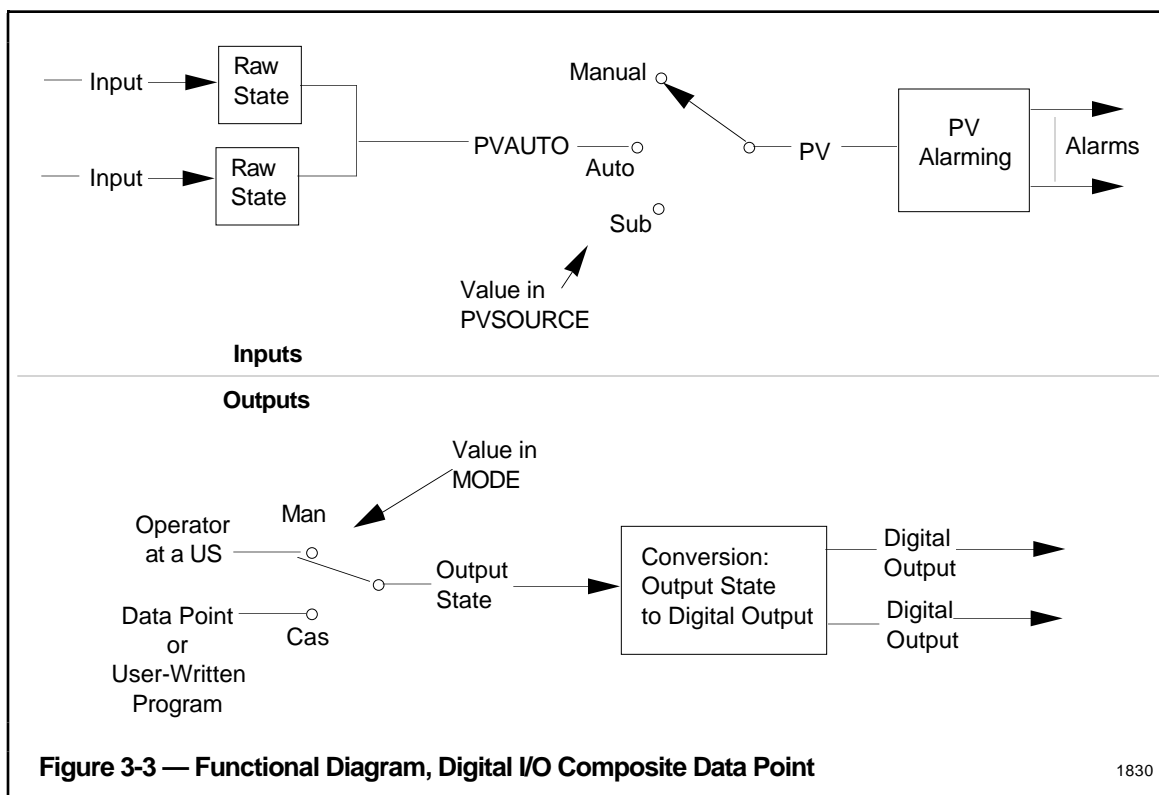 Input
Raw
State
Input
Raw
State
PVAUTO
Manual
Auto
Sub
Value in
PVSOURCE
PV
PV
Alarming
Alarms
Inputs
Outputs
Value in
MODE
Operator
at a US
Man
Data Point
or
User-Written
Program
Cas
Output
State
Conversion:
Output State
to Digital Output
Digital
Output
Digital
Output
Figure 3-3 — Functional Diagram, Digital I/O Composite Data Point
1830